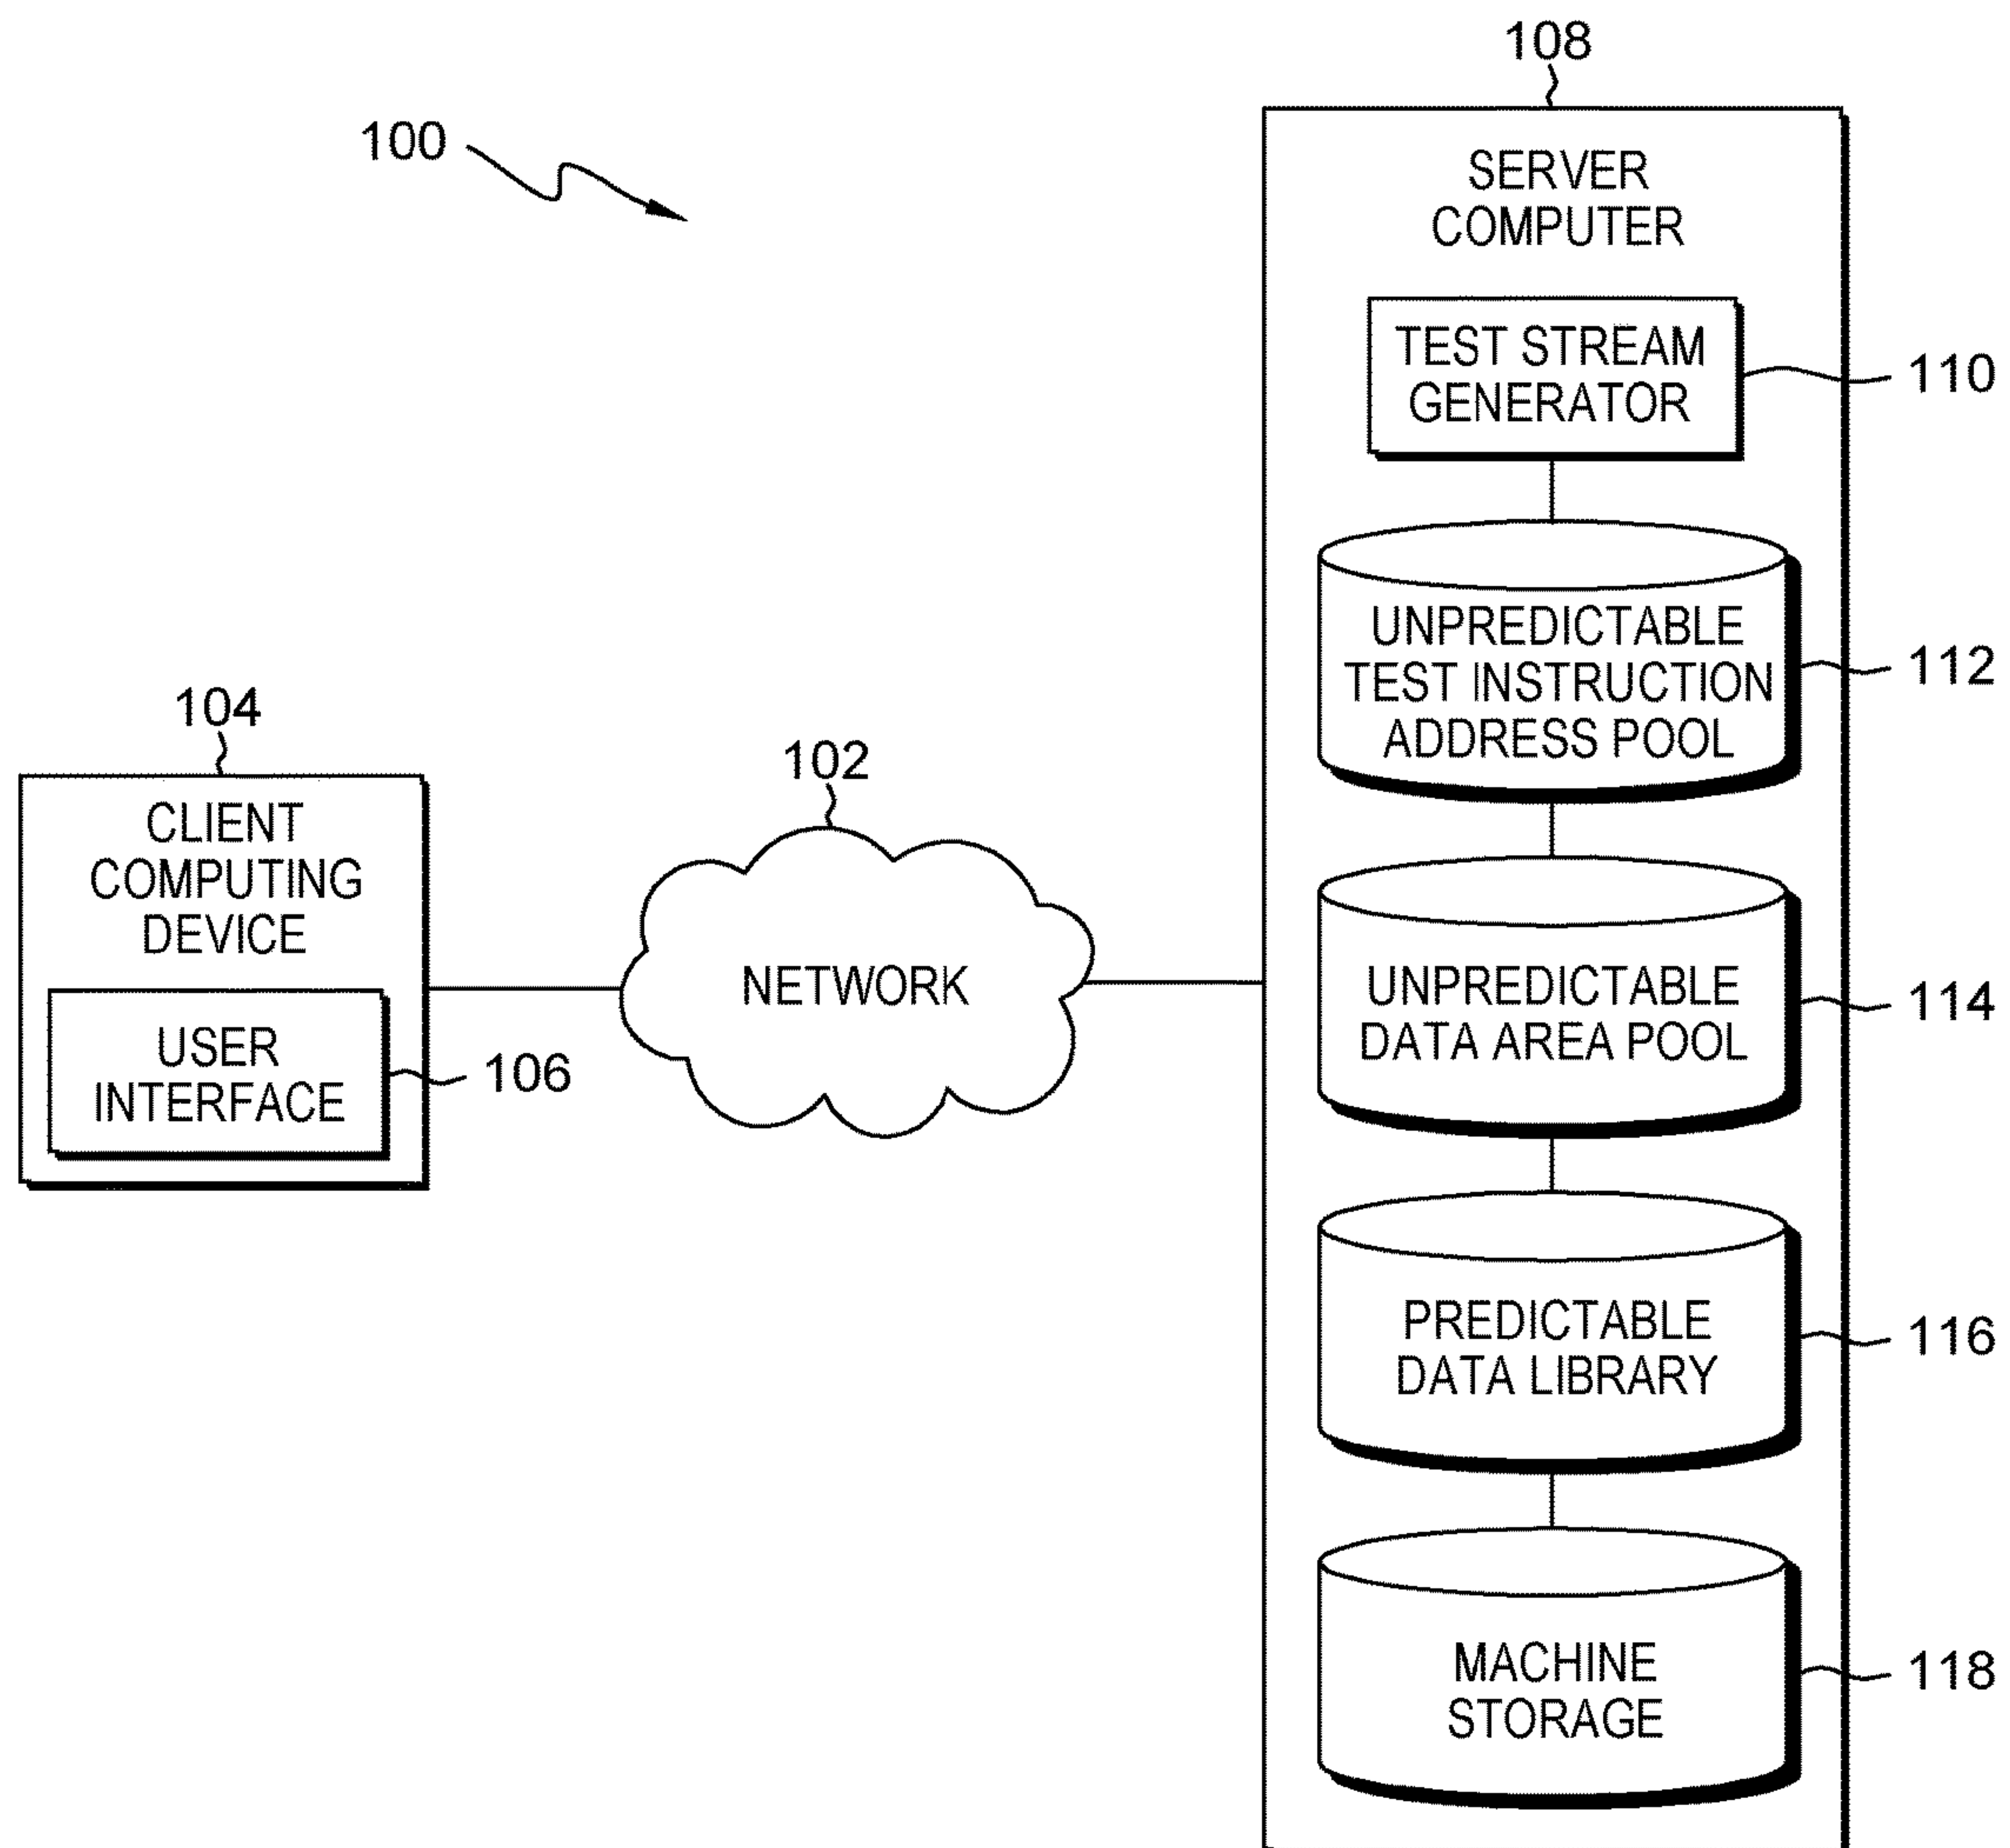 100
108
SERVER
COMPUTER
TEST STREAM
GENERATOR
110
UNPREDICTABLE
TEST INSTRUCTION
ADDRESS POOL
112
104
CLIENT
COMPUTING
DEVICE
USER
INTERFACE
106
102
NETWORK
UNPREDICTABLE
DATA AREA POOL
114
PREDICTABLE
DATA LIBRARY
116
MACHINE
STORAGE
118